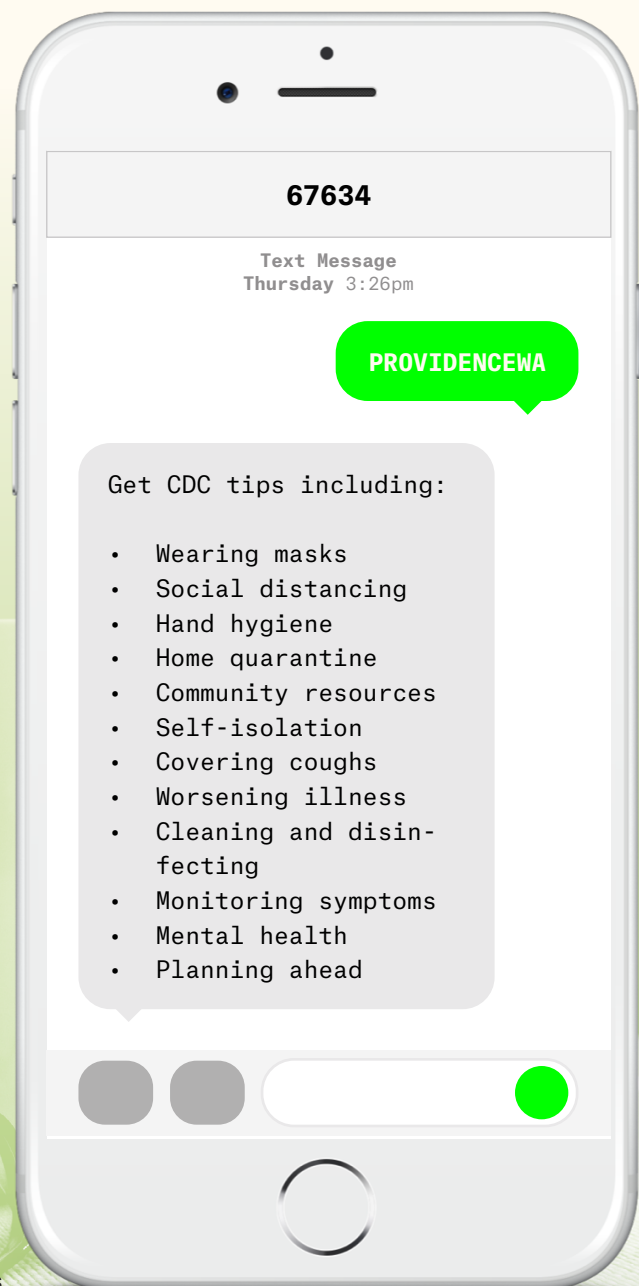 67634
Text Message
Thursday 3:26pm
PROVIDENCEWA
Get CDC tips including:
• Wearing masks
• Social distancing
• Hand hygiene
• Home quarantine
• Community resources
• Self-isolation
• Covering coughs
• Worsening illness
• Cleaning and disin-
fecting
• Monitoring symptoms
• Mental health
• Planning ahead